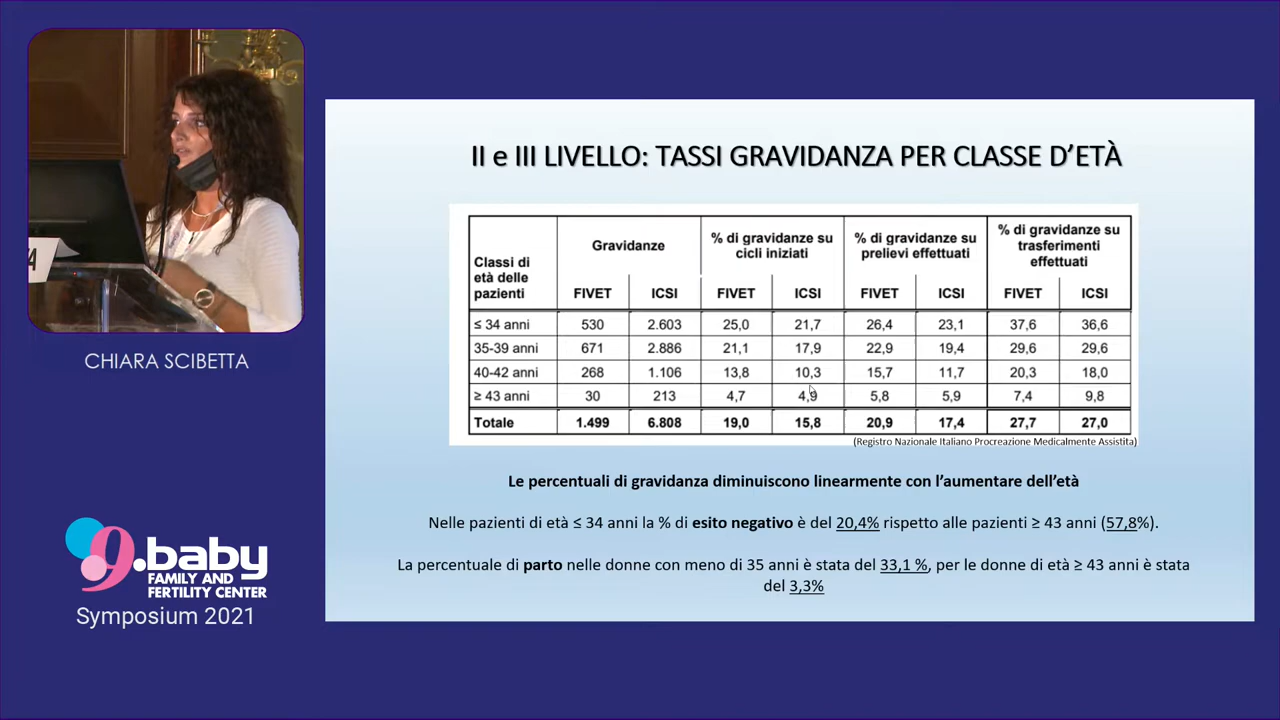 CHIARA SCIBETTA
9.baby
FAMILY AND
FERTILITY CENTER
Symposium 2021
II e III LIVELLO: TASSI GRAVIDANZA PER CLASSE D'ETÀ
Classi di età delle pazienti Gravidanze % di gravidanze su cicli iniziati % di gravidanze su prelievi effettuati % di gravidanze su trasferimenti effettuati
FIVET ICSI FIVET ICSI FIVET ICSI FIVET ICSI
≤ 34 anni 530 2.603 25,0 21,7 26,4 23,1 37,6 36,6
35-39 anni 671 2.886 21,1 17,9 22,9 19,4 29,6 29,6
40-42 anni 268 1.106 13,8 10,3 15,7 11,7 20,3 18,0
≥ 43 anni 30 213 4,7 4,9 5,8 5,9 7,4 9,8
Totale 1.499 6.808 19,0 15,8 20,9 17,4 27,7 27,0
(Registro Nazionale Italiano Procreazione Medicalmente Assistita)
Le percentuali di gravidanza diminuiscono linearmente con l'aumentare dell'età
Nelle pazienti di età ≤ 34 anni la % di esito negativo è del 20,4% rispetto alle pazienti ≥ 43 anni (57,8%).
La percentuale di parto nelle donne con meno di 35 anni è stata del 33,1 %, per le donne di età ≥ 43 anni è stata
del 3,3%